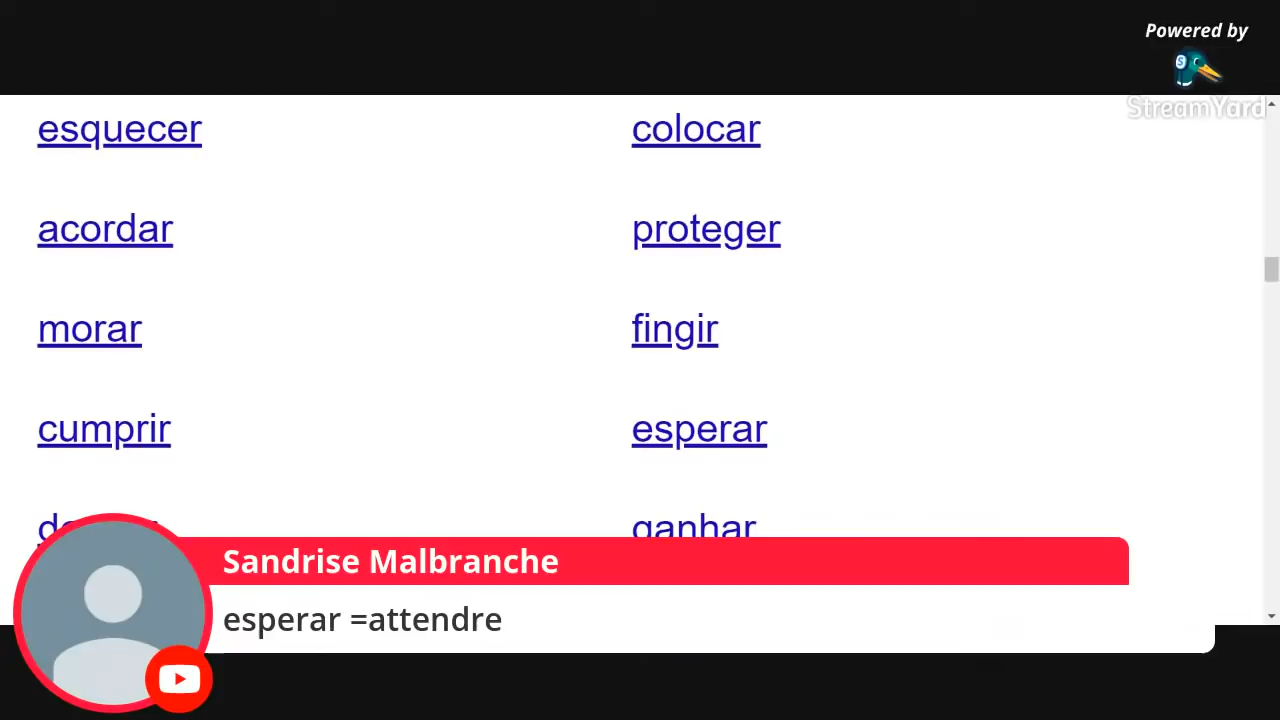 Powered by
StreamYard
esquecer
colocar
acordar
proteger
morar
fingir
cumprir
esperar
ganhar
Sandrise Malbranche
esperar =attendre